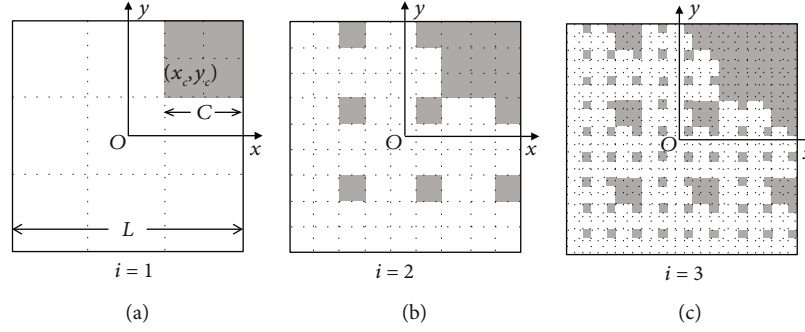 y
y
y
(x_c, y_c)
C
O
x
O
x
O
x
L
i = 1
i = 2
i = 3
(a)
(b)
(c)